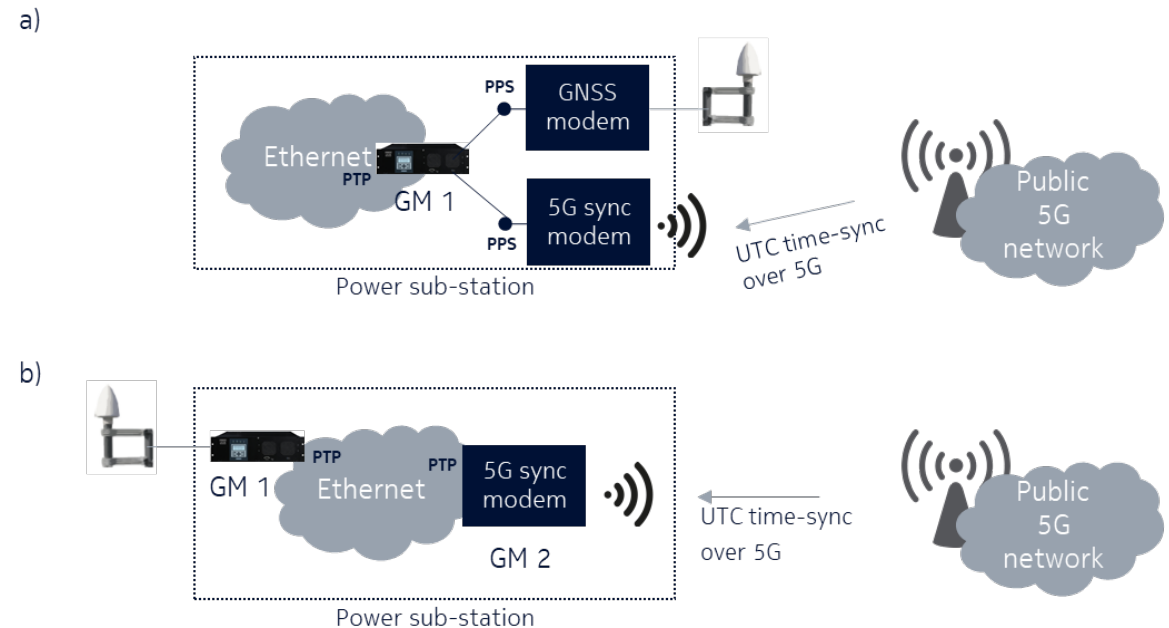 a)
PPS
GNSS
modem
Ethernet
PTP
GM 1
5G sync
modem
PPS
Power sub-station
UTC time-sync
over 5G
Public
5G
network
b)
GM 1
PTP
Ethernet
PTP
5G sync
modem
GM 2
Power sub-station
UTC time-sync
over 5G
Public
5G
network